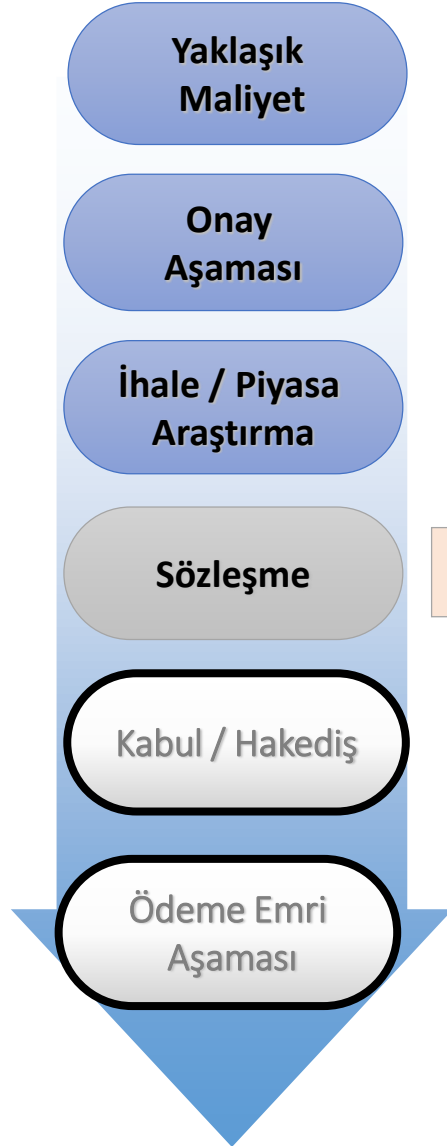 Yaklaşık
Maliyet
Onay
Aşaması
İhale / Piyasa
Araştırma
Sözleşme
Kabul / Hakediş
Ödeme Emri
Aşaması